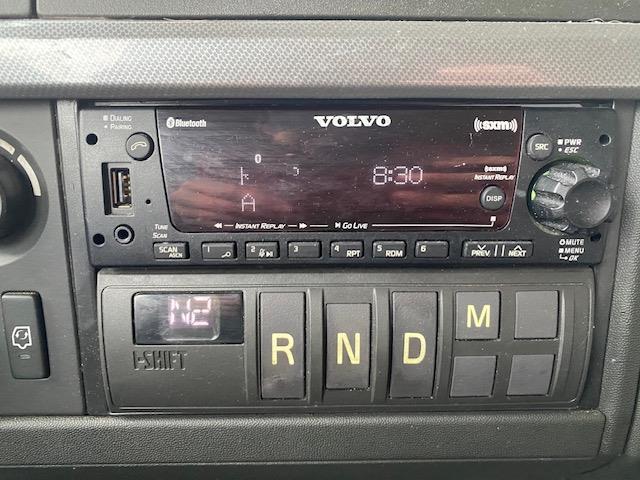 DIALING
PAIRING
Bluetooth
VOLVO
((sxm))
SRC
PWR
ESC
8:30
A
((sxm))
INSTANT REPLAY
DISP
TUNE
SCAN
INSTANT REPLAY
GO LIVE
SCAN
ASCN
1 2 3 4 RPT 5 RDM 6
PREV NEXT
MUTE
MENU
OK
N2
I-SHIFT
R N D M